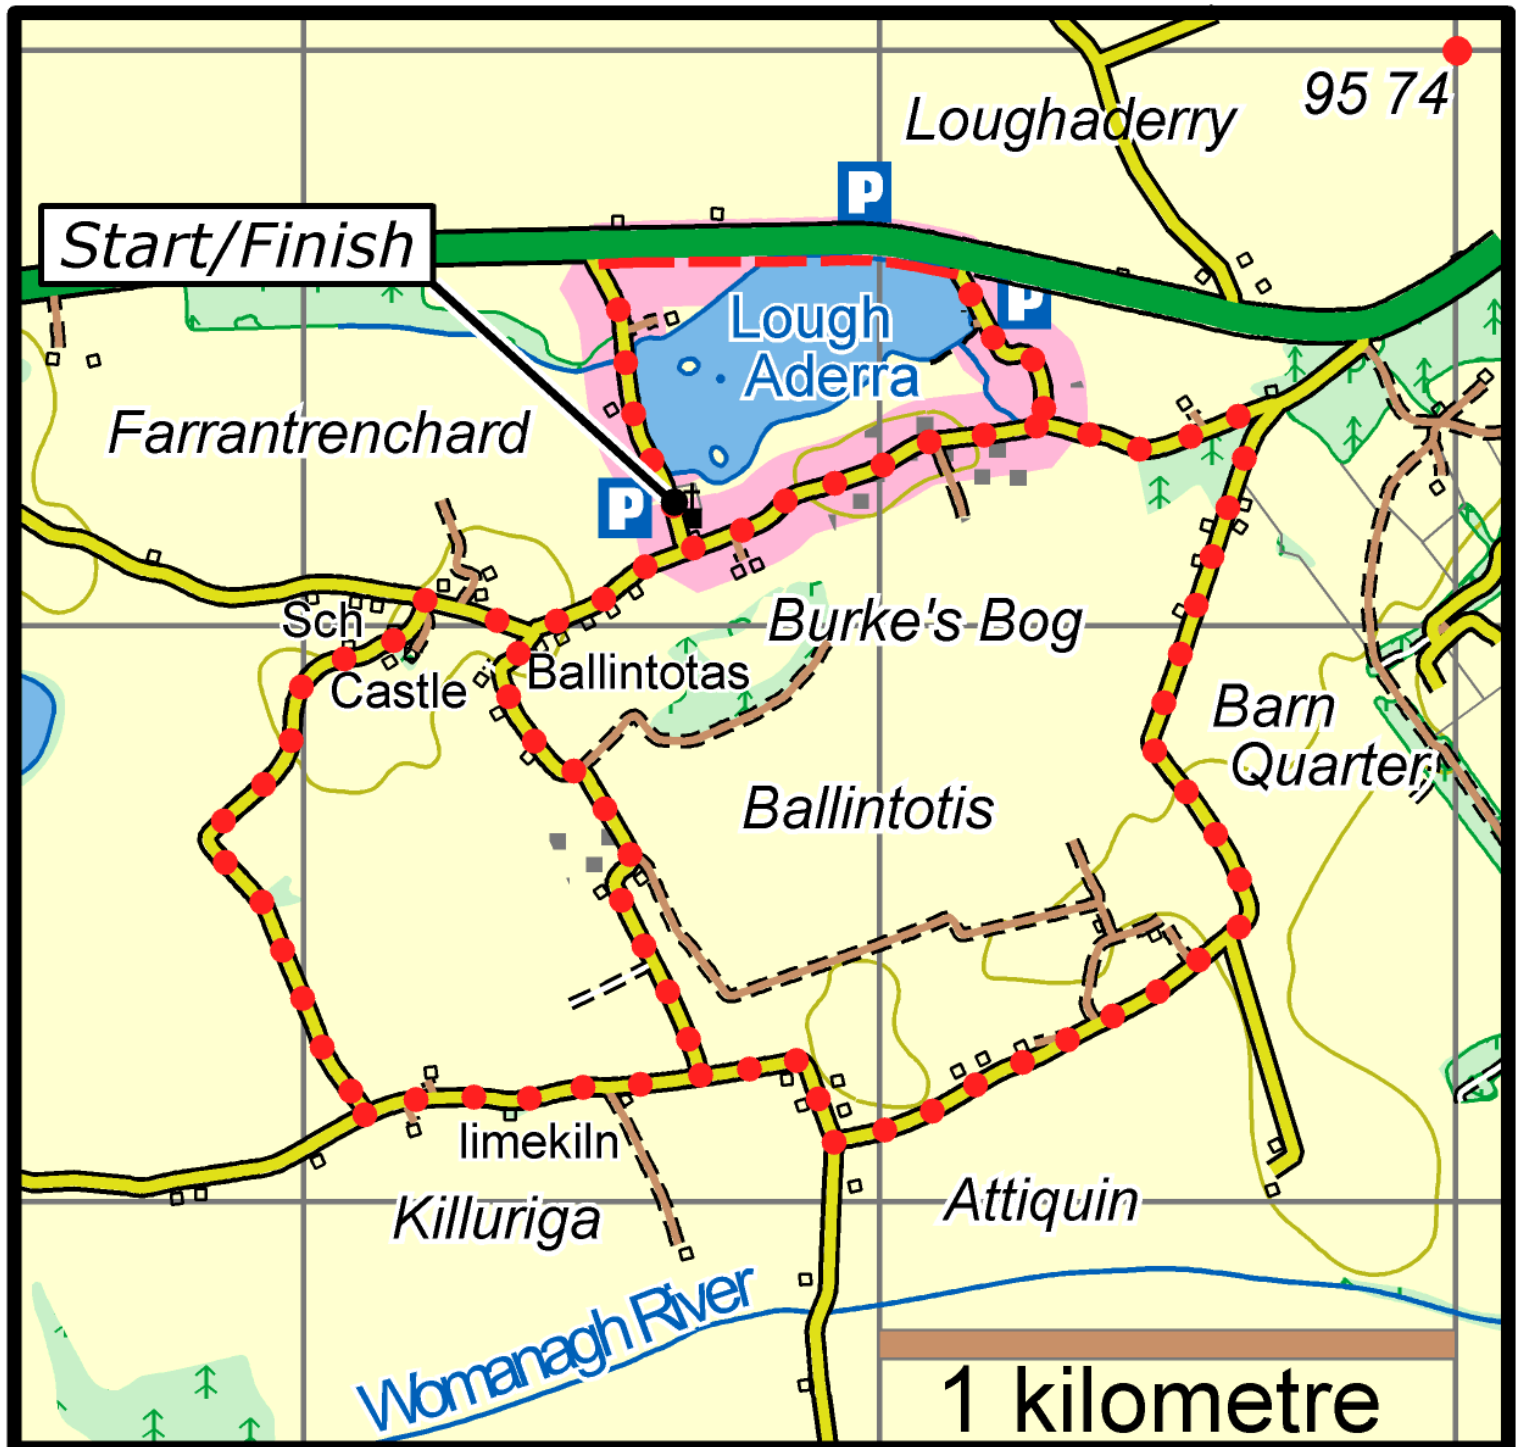 95 74
Loughaderry
P
Start/Finish
P
Lough
Aderra
Farrantrenchard
P
Sch
Burke's Bog
Castle
Ballintotas
Barn
Quarter
Ballintotis
limekiln
Killuriga
Attiquin
Womanagh River
1 kilometre